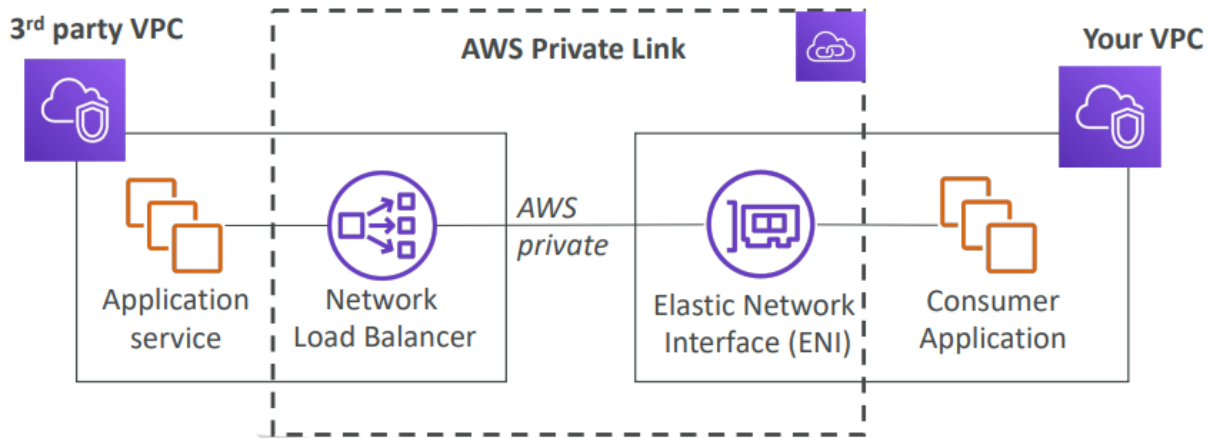 3rd party VPC
AWS Private Link
Your VPC
AWS
private
Application
service
Network
Load Balancer
Elastic Network
Interface (ENI)
Consumer
Application